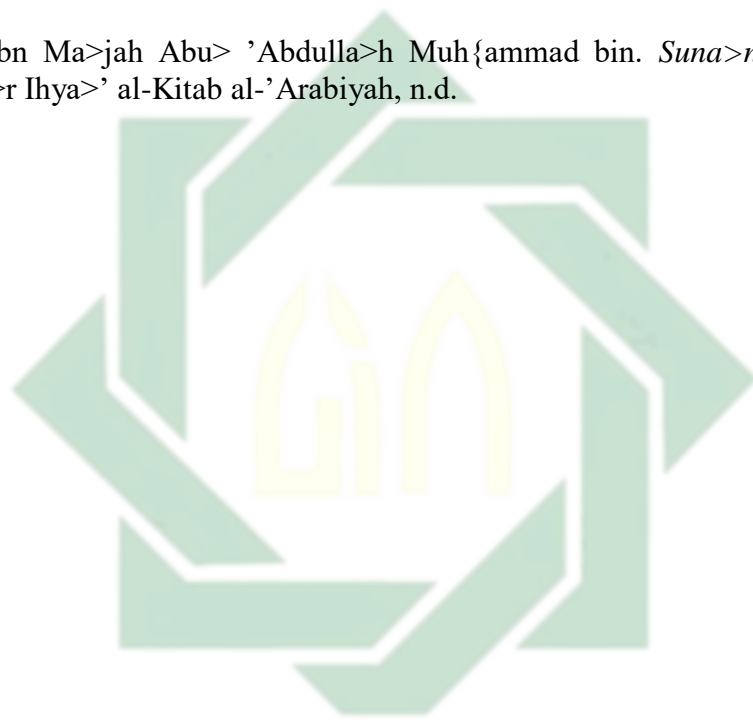 bn Ma>jah Abu> ’Abdulla>h Muh{ammad bin. Suna>n
>r Ihya>’ al-Kitab al-’Arabiyah, n.d.